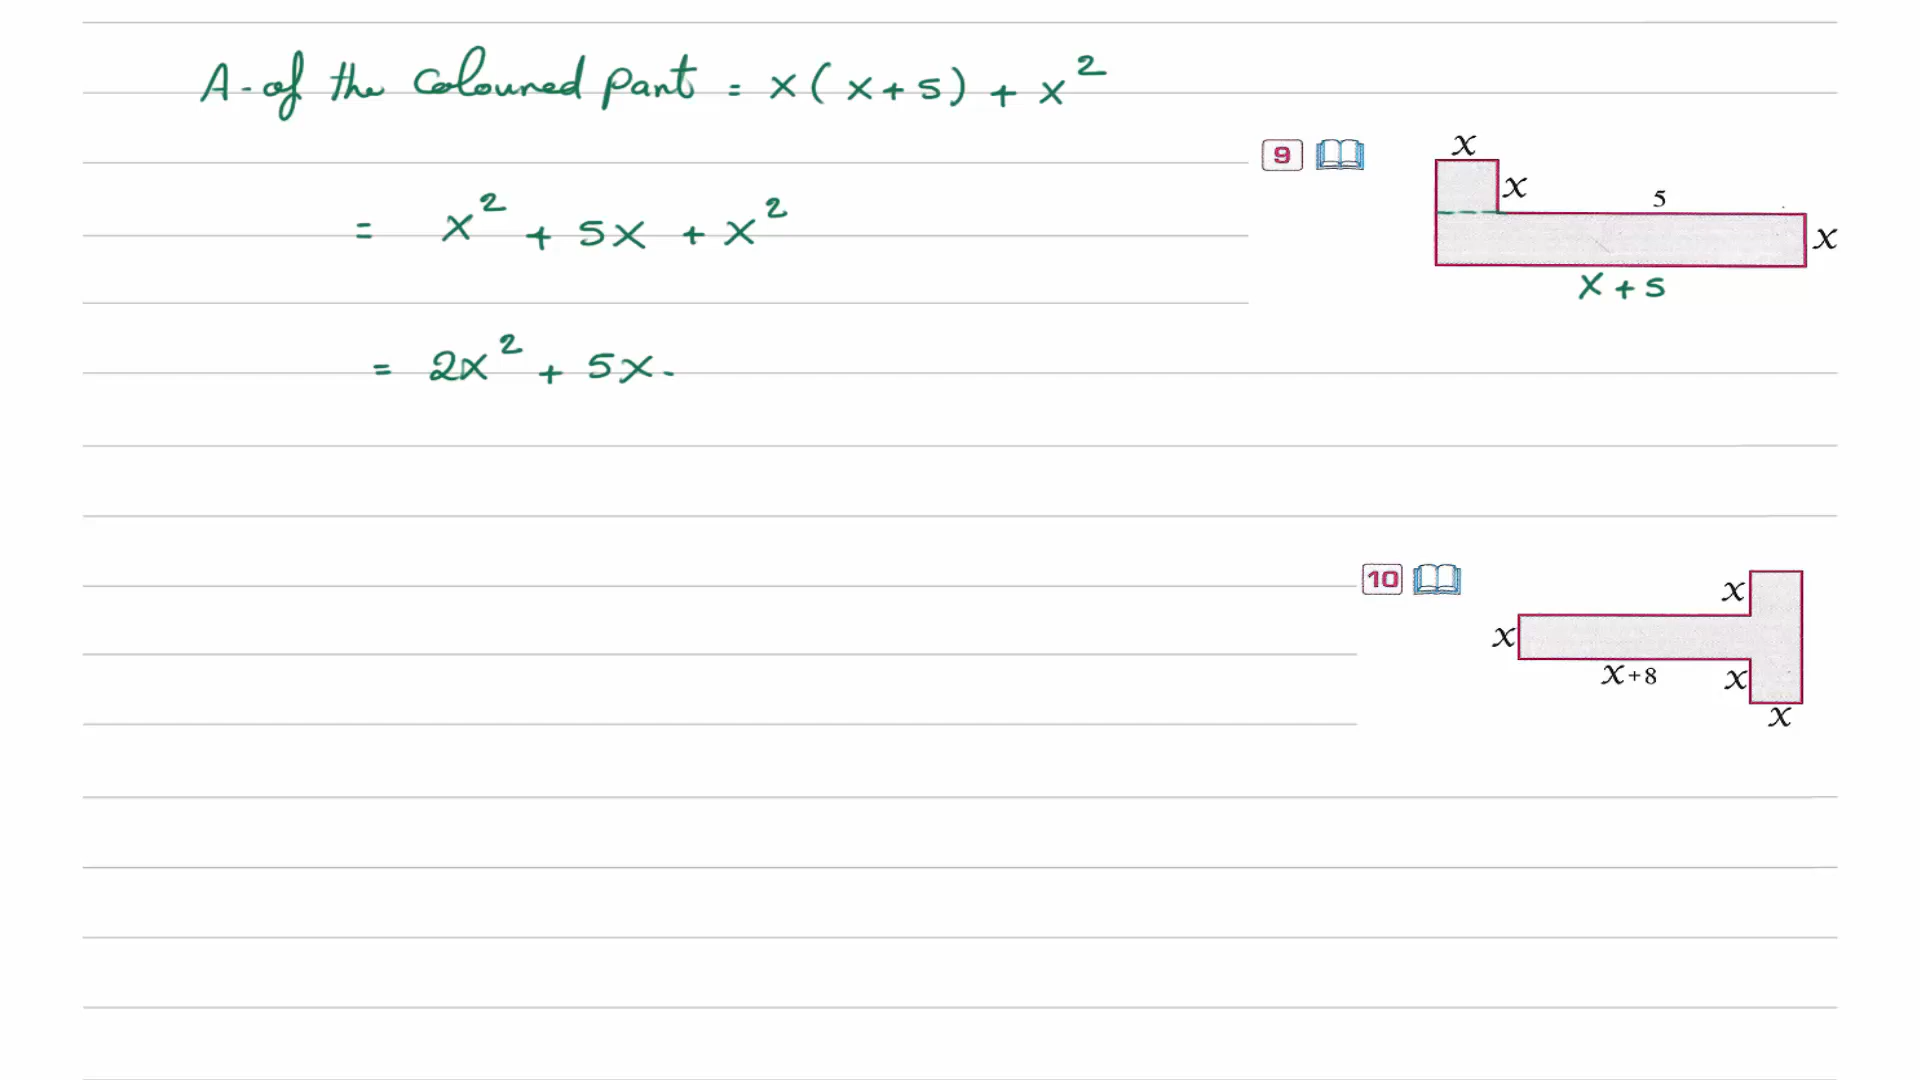 A. of the coloured part = x(x+5) + x²
9
x
x
5
x
= x² + 5x + x²
x+5
= 2x² + 5x.
10
x
x
x+8
x
x